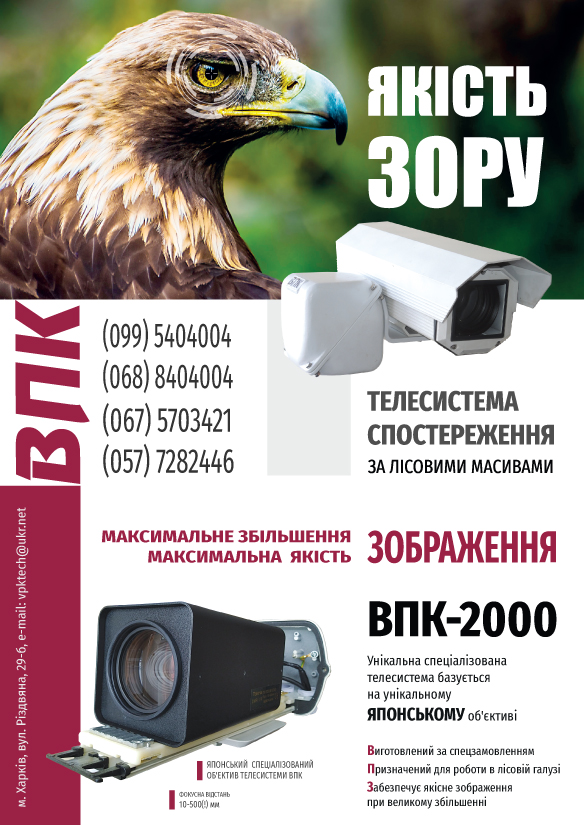 ЯКІСТЬ
ЗОРУ
ВПК
(099) 5404004
(068) 8404004
(067) 5703421
(057) 7282446
ТЕЛЕСИСТЕМА
СПОСТЕРЕЖЕННЯ
ЗА ЛІСОВИМИ МАСИВАМИ
МАКСИМАЛЬНЕ ЗБІЛЬШЕННЯ
МАКСИМАЛЬНА ЯКІСТЬ
ЗОБРАЖЕННЯ
ВПК-2000
Унікальна спеціалізована
телесистема базується
на унікальному
ЯПОНСЬКОМУ об'єктиві
Виготовлений за спецзамовленням
Призначений для роботи в лісовій галузі
Забезпечує якісне зображення
при великому збільшенні
ЯПОНСЬКИЙ СПЕЦІАЛІЗОВАНИЙ
ОБ'ЄКТИВ ТЕЛЕСИСТЕМИ ВПК
ФОКУСНА ВІДСТАНЬ
10-500(!) мм
м. Харків, вул. Різдвяна, 29-б, e-mail: vpktech@ukr.net